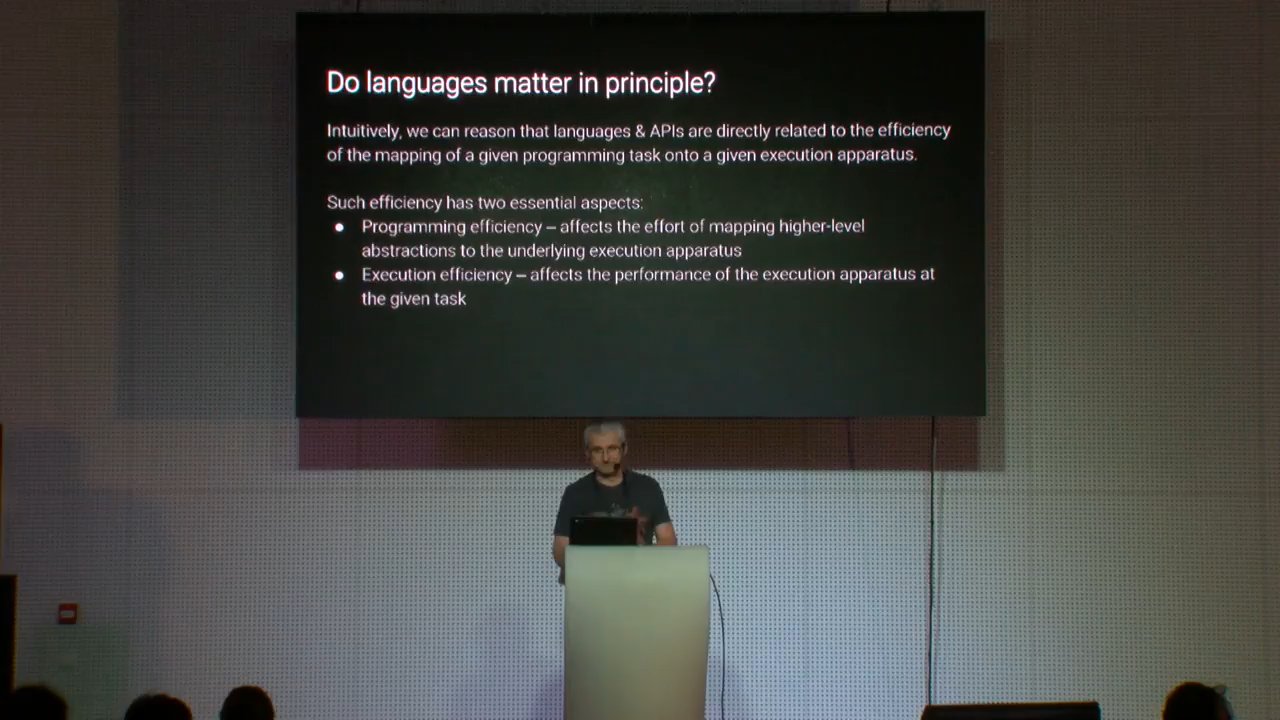 Do languages matter in principle?
Intuitively, we can reason that languages & APIs are directly related to the efficiency
of the mapping of a given programming task onto a given execution apparatus.
Such efficiency has two essential aspects:
● Programming efficiency – affects the effort of mapping higher-level
abstractions to the underlying execution apparatus
● Execution efficiency – affects the performance of the execution apparatus at
the given task